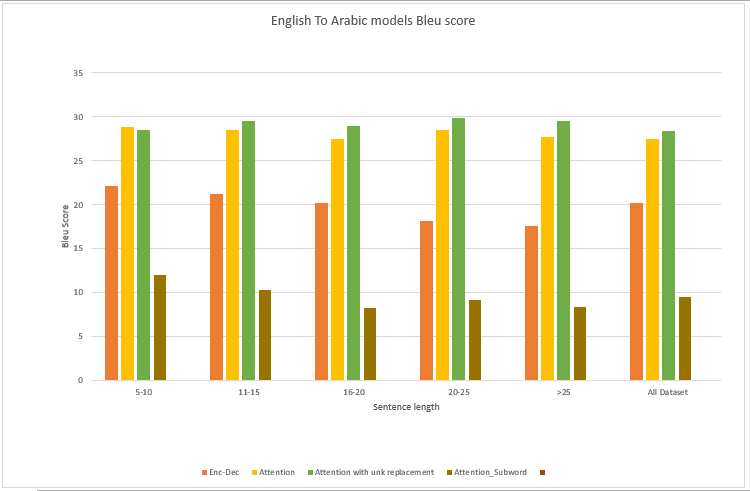 English To Arabic models Bleu score
35
30
25
20
15
10
5
0
Bleu Score
5-10 11-15 16-20 20-25 >25 All Dataset
Sentence length
Enc-Dec Attention Attention with unk replacement Attention_Subword